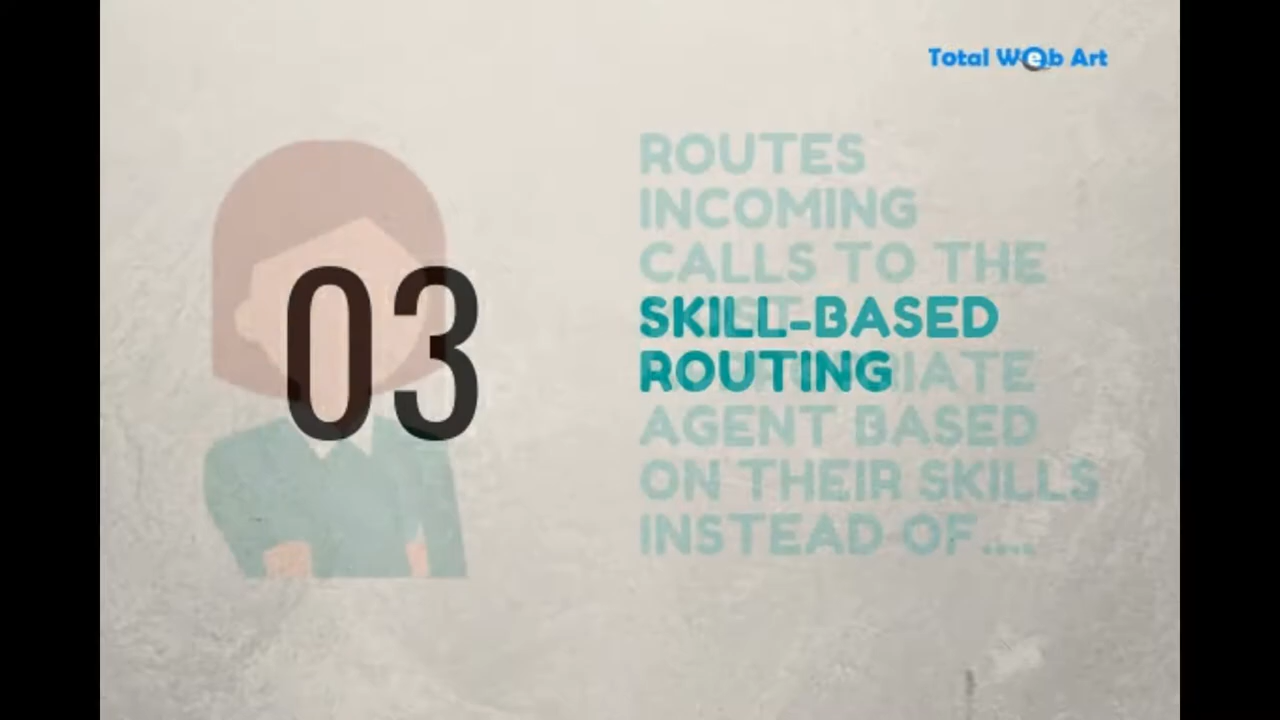 Total Web Art
03
SKILL-BASED
ROUTING
ROUTES
INCOMING
CALLS TO THE
AGENT BASED
ON THEIR SKILLS
INSTEAD OF....